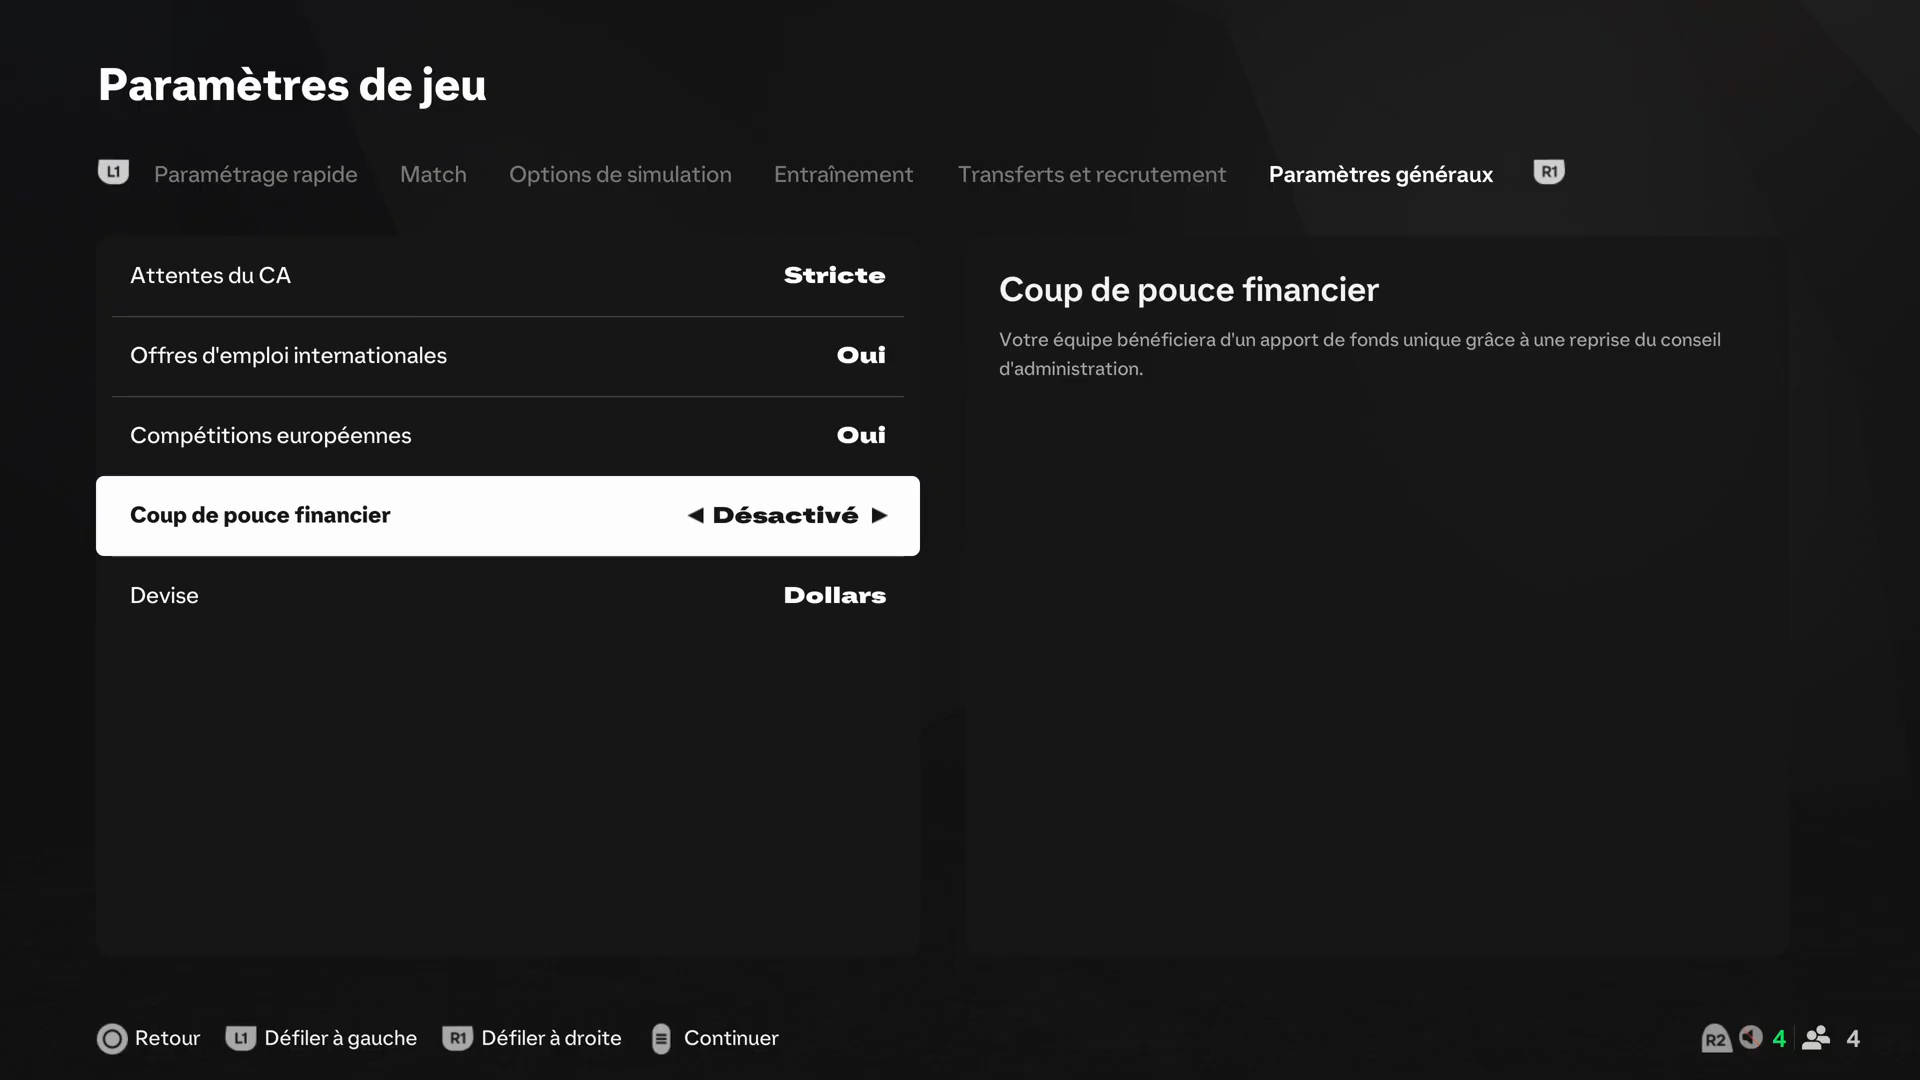 Paramètres de jeu
L1 Paramétrage rapide Match Options de simulation Entraînement Transferts et recrutement Paramètres généraux R1
Attentes du CA Stricte
Offres d'emploi internationales Oui
Compétitions européennes Oui
Coup de pouce financier Désactivé
Devise Dollars
Coup de pouce financier
Votre équipe bénéficiera d'un apport de fonds unique grâce à une reprise du conseil
d'administration.
Retour L1 Défiler à gauche R1 Défiler à droite Continuer
R2 4 4